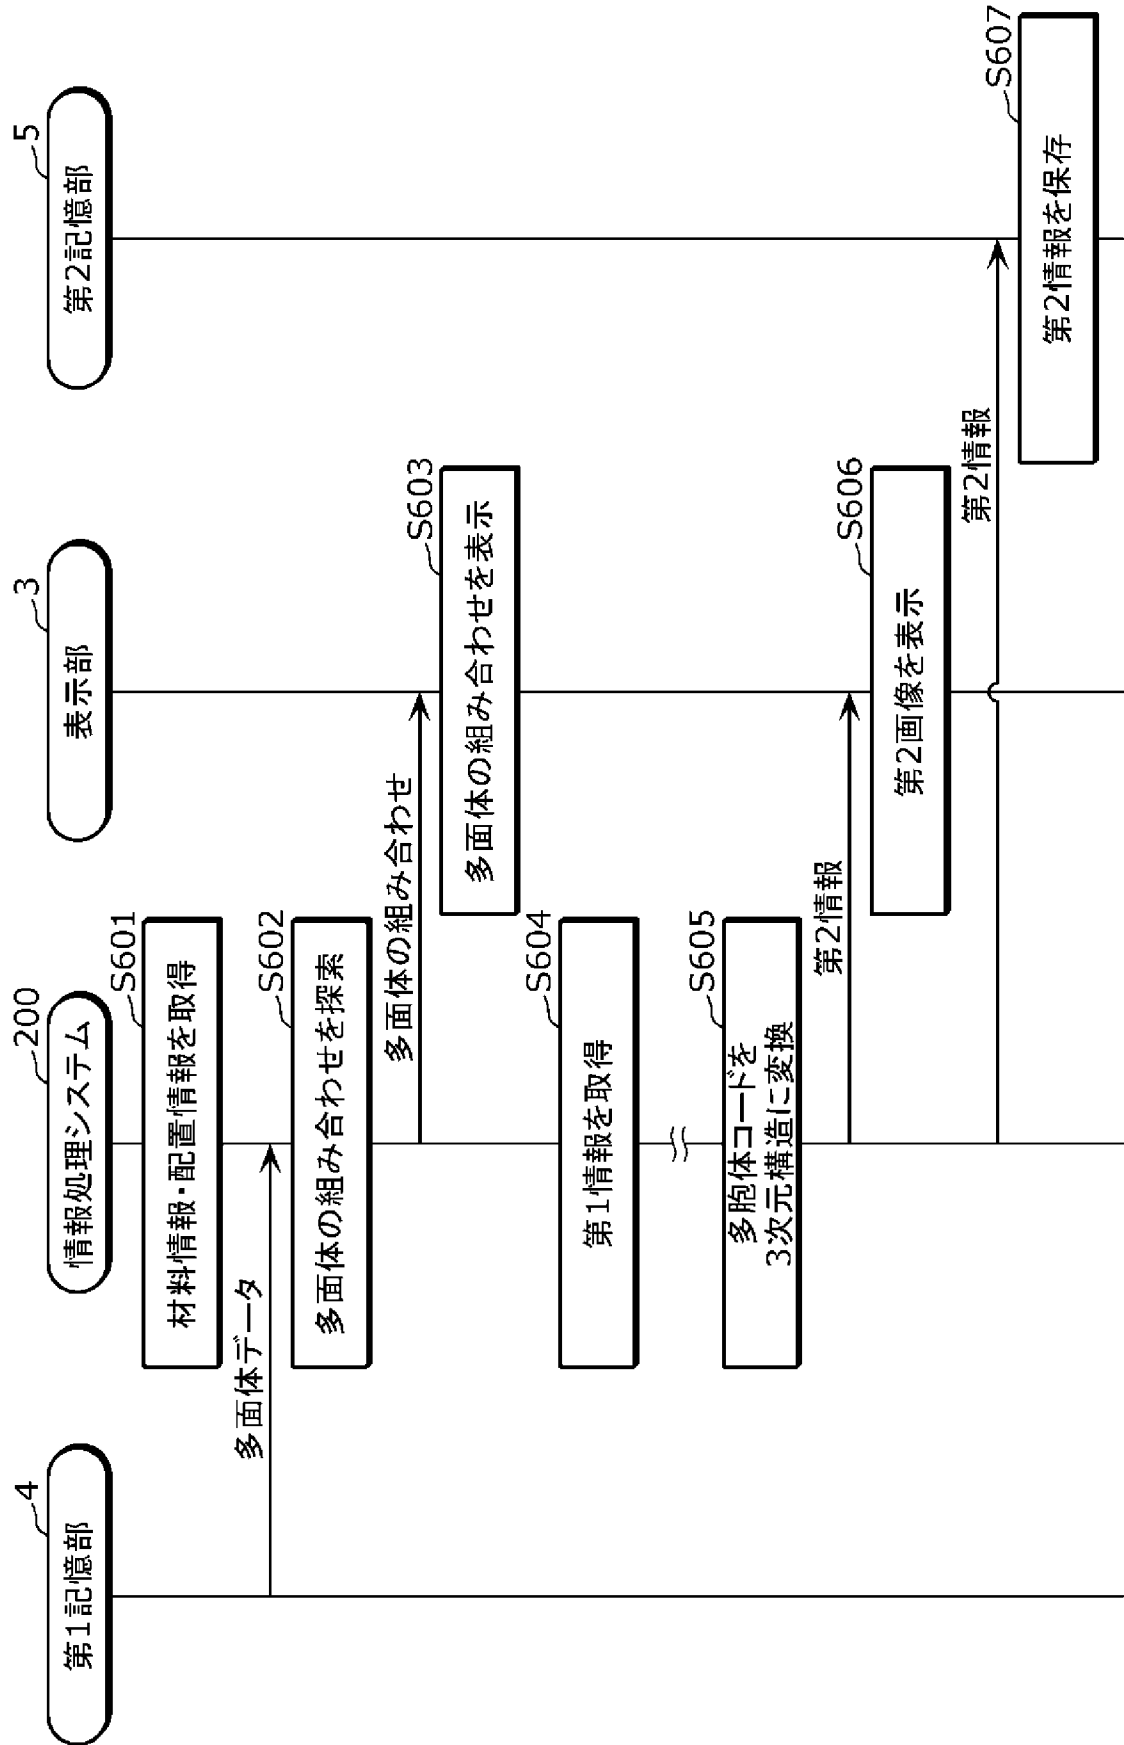 4
第1記憶部
200
情報処理システム
3
表示部
5
第2記憶部
S601
材料情報・配置情報を取得
多面体データ
S602
多面体の組み合わせを探索
多面体の組み合わせ
S603
多面体の組み合わせを表示
S604
第1情報を取得
S605
多胞体コードを
3次元構造に変換
第2情報
S606
第2画像を表示
第2情報
S607
第2情報を保存